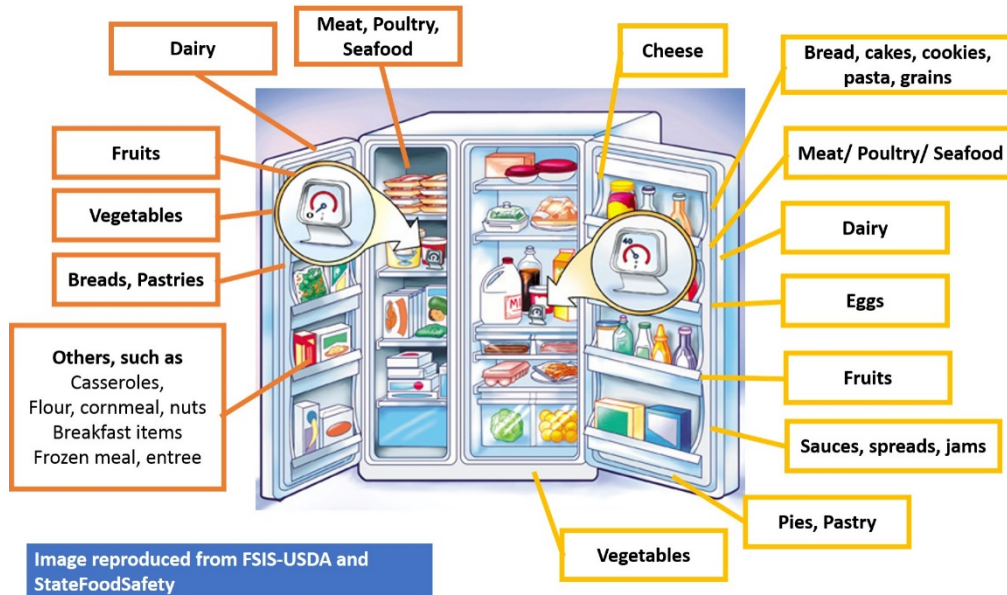 Dairy
Meat, Poultry,
Seafood
Cheese
Bread, cakes, cookies,
pasta, grains
Fruits
Meat/ Poultry/ Seafood
Vegetables
Dairy
Breads, Pastries
Eggs
Others, such as
Casseroles,
Flour, cornmeal, nuts
Breakfast items
Frozen meal, entree
Fruits
Sauces, spreads, jams
Pies, Pastry
Vegetables
Image reproduced from FSIS-USDA and
StateFoodSafety
0
40